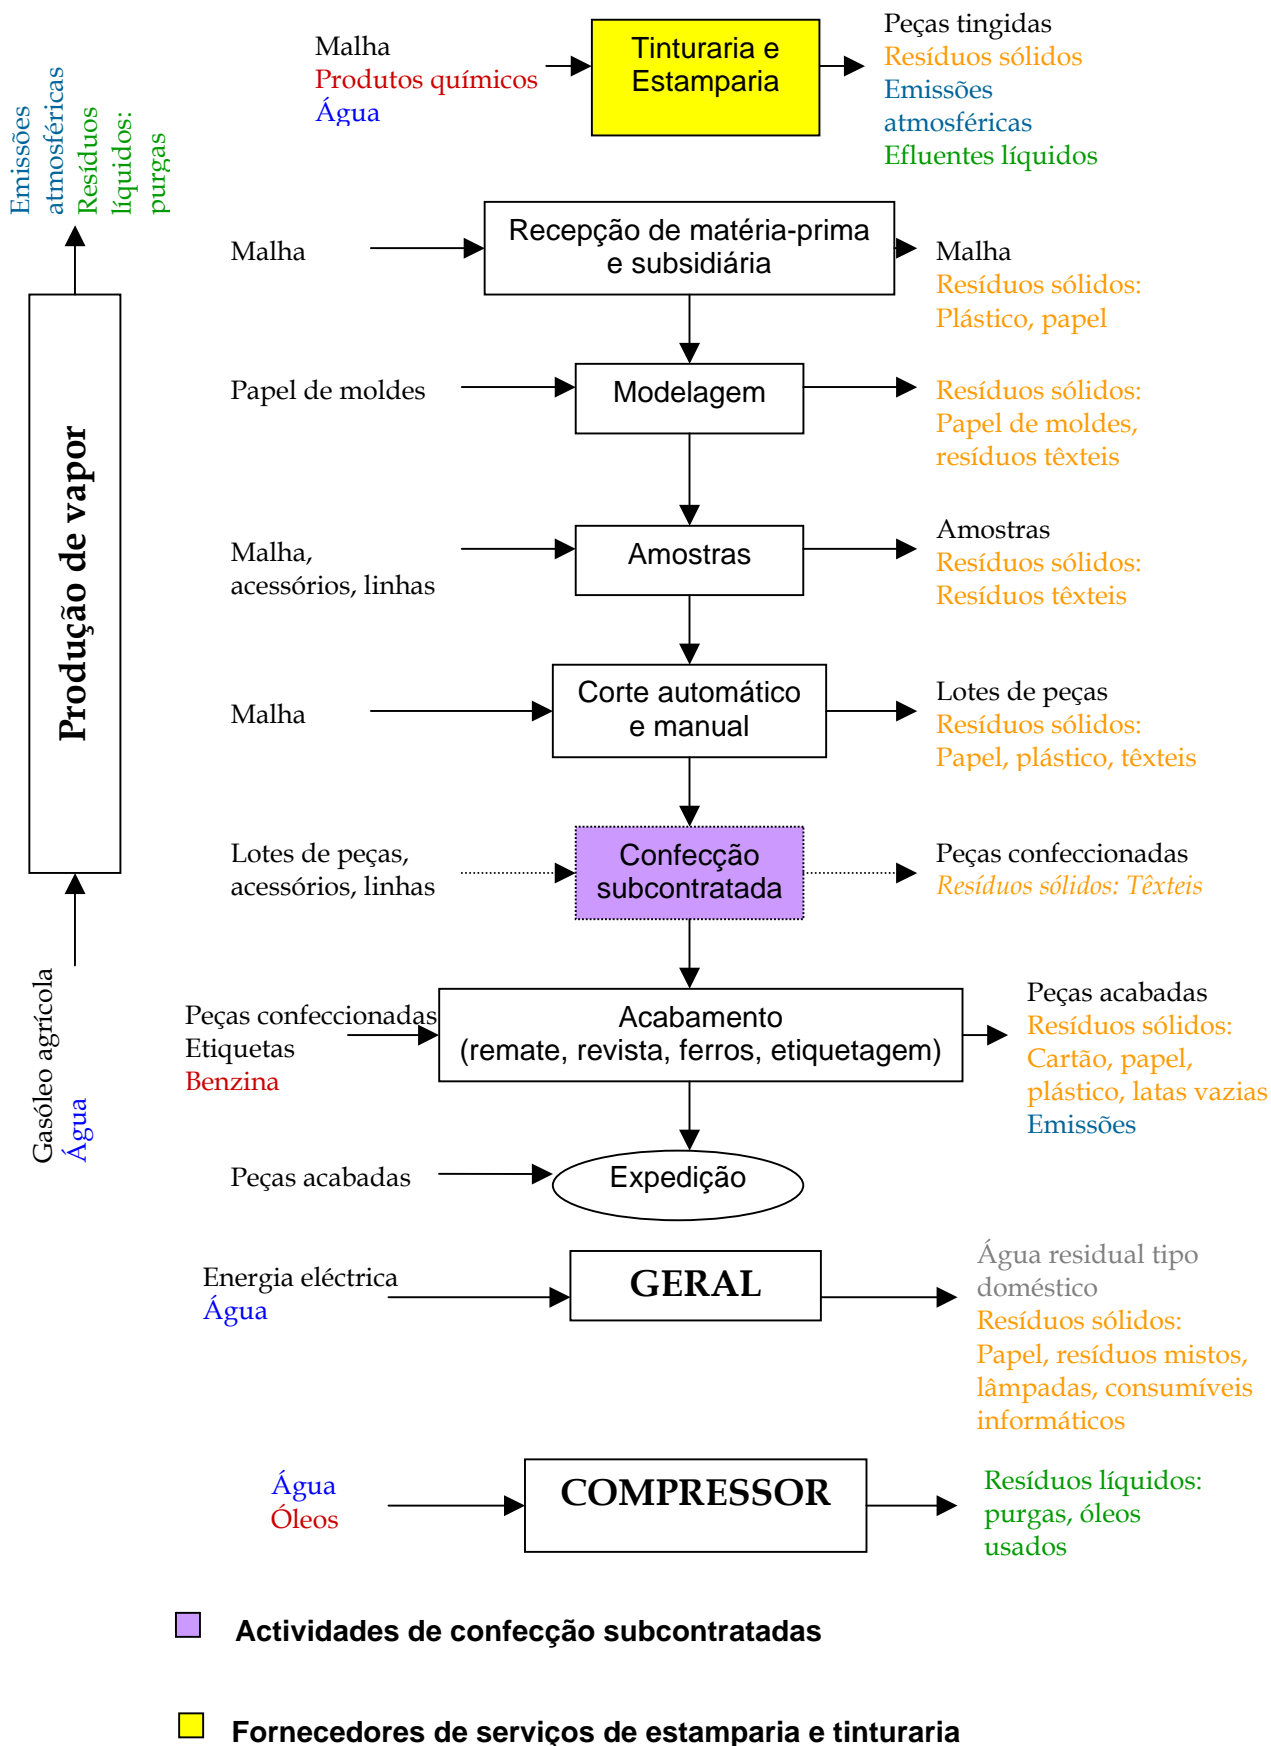 Malha
Produtos químicos
Água
Tinturaria e
Estamparia
Peças tingidas
Resíduos sólidos
Emissões
atmosféricas
Efluentes líquidos
Emissões
atmosféricas
Resíduos
líquidos:
purgas
Produção de vapor
Gasóleo agrícola
Água
Malha
Recepção de matéria-prima
e subsidiária
Malha
Resíduos sólidos:
Plástico, papel
Papel de moldes
Modelagem
Resíduos sólidos:
Papel de moldes,
resíduos têxteis
Malha,
acessórios, linhas
Amostras
Amostras
Resíduos sólidos:
Resíduos têxteis
Malha
Corte automático
e manual
Lotes de peças
Resíduos sólidos:
Papel, plástico, têxteis
Lotes de peças,
acessórios, linhas
Confecção
subcontratada
Peças confeccionadas
Resíduos sólidos: Têxteis
Peças confeccionadas
Etiquetas
Benzina
Acabamento
(remate, revista, ferros, etiquetagem)
Peças acabadas
Resíduos sólidos:
Cartão, papel,
plástico, latas vazias
Emissões
Peças acabadas
Expedição
Energia eléctrica
Água
GERAL
Água residual tipo
doméstico
Resíduos sólidos:
Papel, resíduos mistos,
lâmpadas, consumíveis
informáticos
Água
Óleos
COMPRESSOR
Resíduos líquidos:
purgas, óleos
usados
Actividades de confecção subcontratadas
Fornecedores de serviços de estamparia e tinturaria